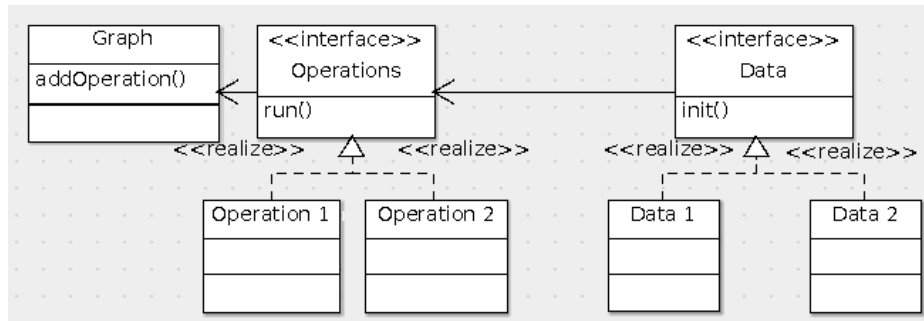 Graph
addOperation()
<<interface>>
Operations
run()
<<interface>>
Data
init()
<<realize>>
<<realize>>
<<realize>>
<<realize>>
Operation 1
Operation 2
Data 1
Data 2